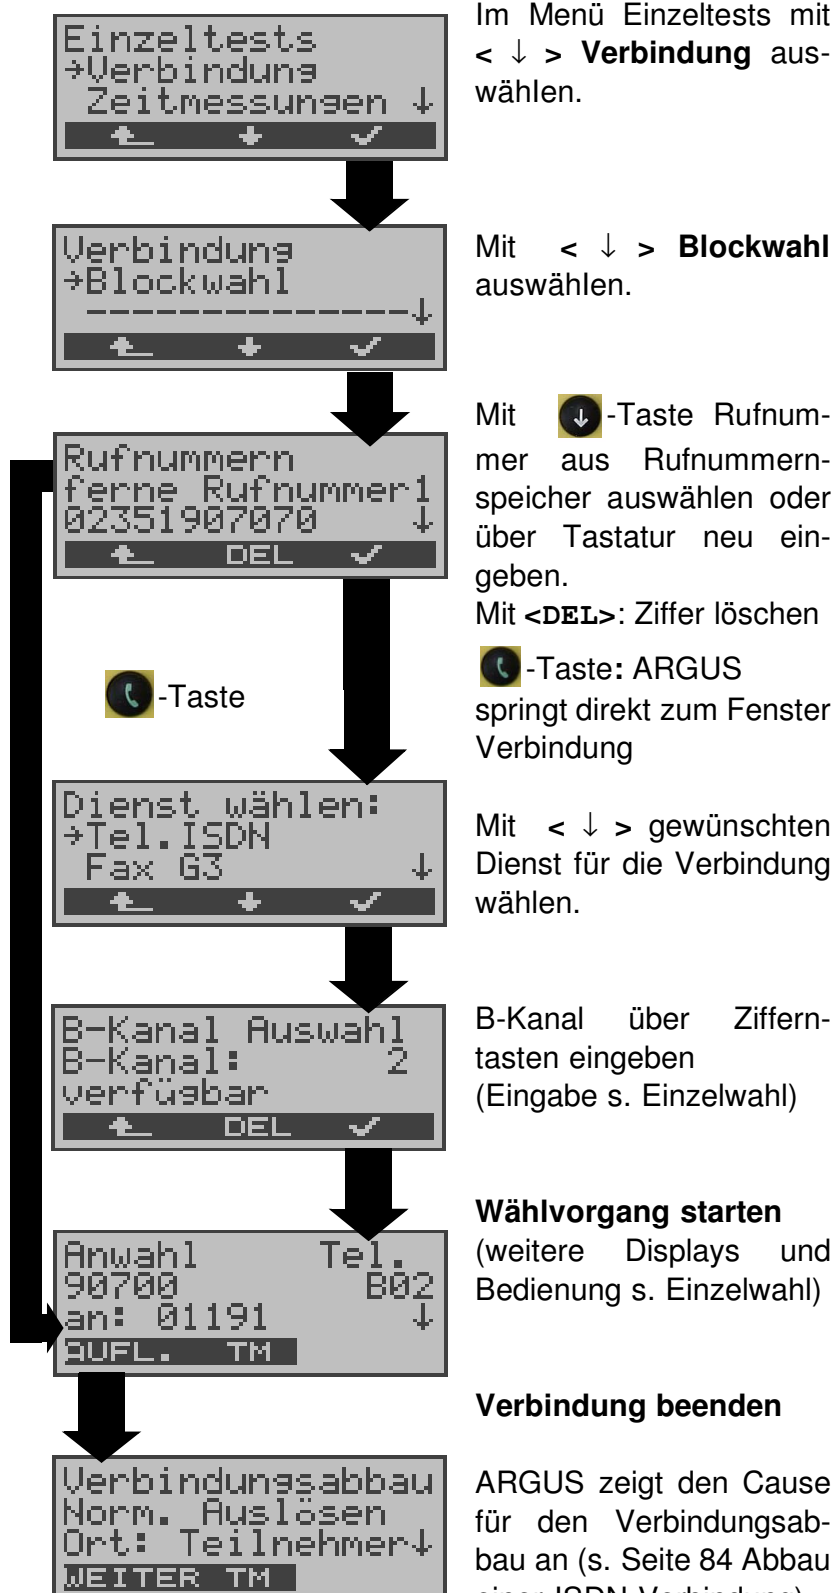 Im Menü Einzeltests mit
< ↓ > Verbindung aus-
wählen.
Einzeltests
→Verbindung
Zeitmessungen ↓
Mit < ↓ > Blockwahl
auswählen.
Verbindung
→Blockwahl
--------------↓
Mit ↓-Taste Rufnum-
mer aus Rufnummern-
speicher auswählen oder
über Tastatur neu ein-
geben.
Mit <DEL>: Ziffer löschen
Rufnummern
ferne Rufnummer1
02351907070 ↓
DEL
-Taste
-Taste: ARGUS
springt direkt zum Fenster
Verbindung
Dienst wählen:
→Tel.ISDN
Fax G3 ↓
Mit < ↓ > gewünschten
Dienst für die Verbindung
wählen.
B-Kanal Auswahl
B-Kanal: 2
verfügbar
DEL
B-Kanal über Ziffern-
tasten eingeben
(Eingabe s. Einzelwahl)
Anwahl Tel.
90700 B02
an: 01191 ↓
AUFL. TM
Wählvorgang starten
(weitere Displays und
Bedienung s. Einzelwahl)
Verbindung beenden
Verbindungsabbau
Norm. Auslösen
Ort: Teilnehmer↓
WEITER TM
ARGUS zeigt den Cause
für den Verbindungsab-
bau an (s. Seite 84 Abbau
einer ISDN-Verbindung)